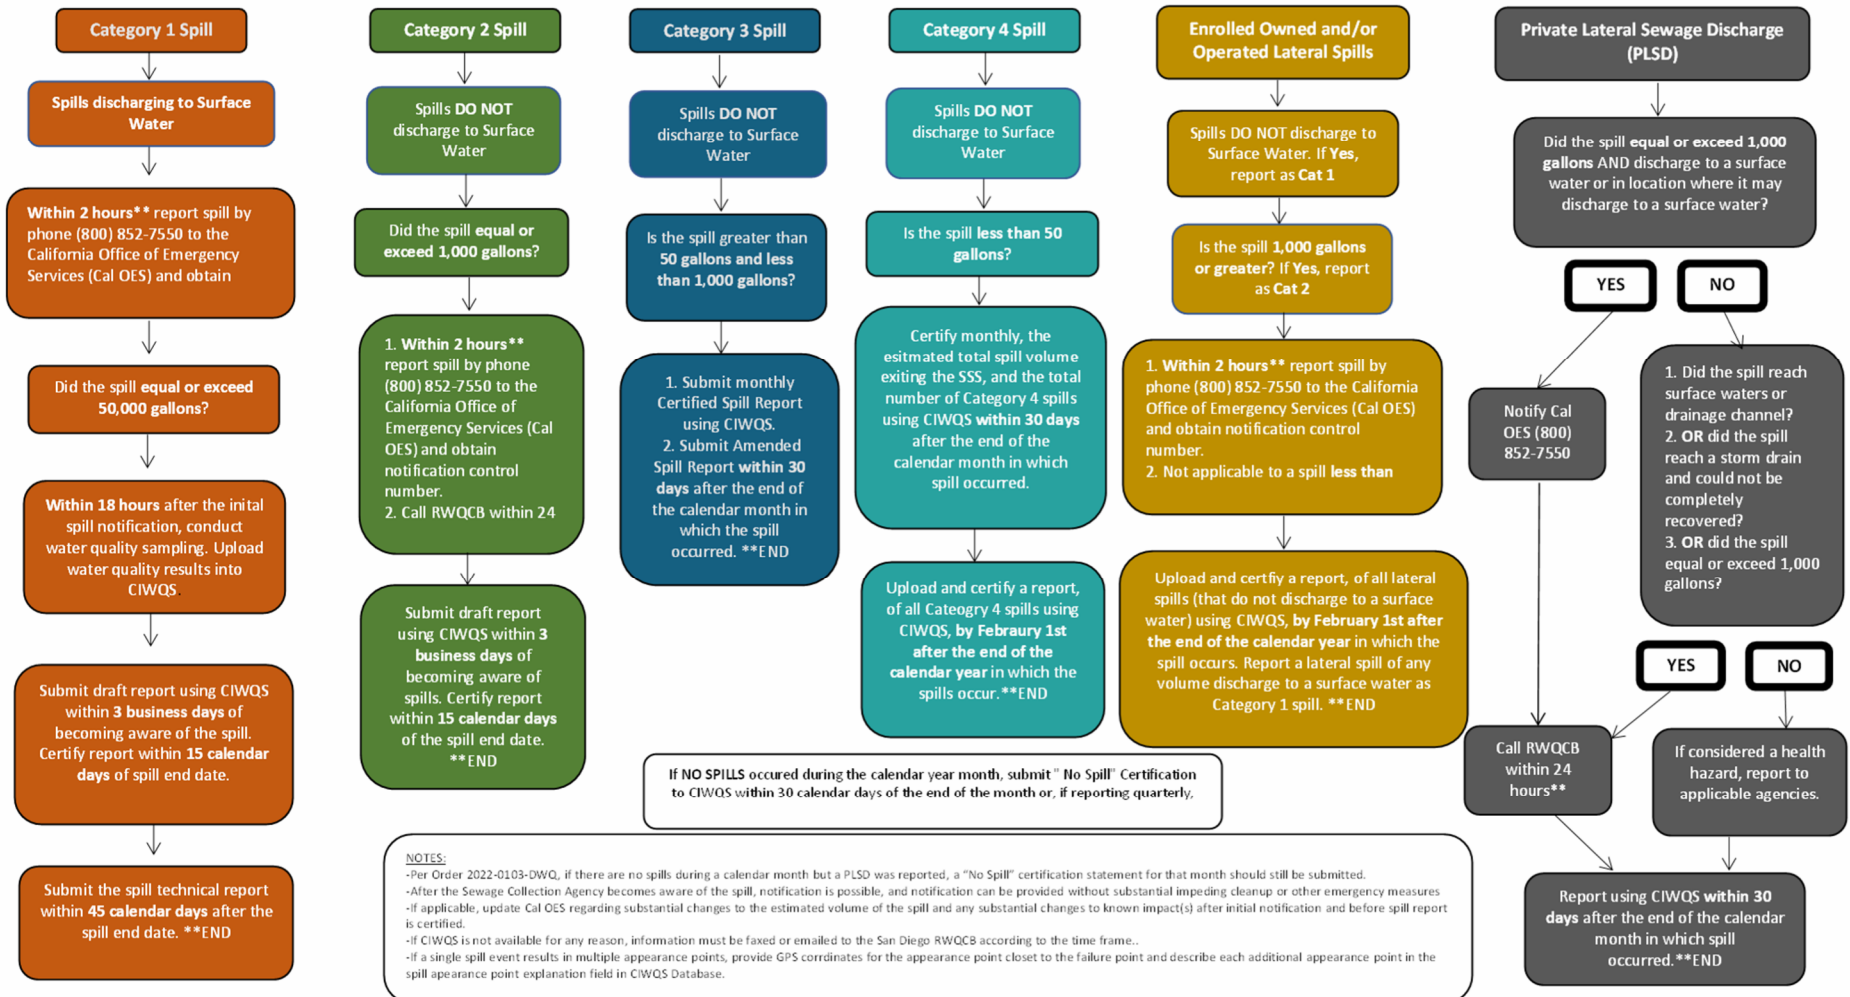 Category 1 Spill
Spills discharging to Surface
Water
Within 2 hours** report spill by
phone (800) 852-7550 to the
California Office of Emergency
Services (Cal OES) and obtain
Did the spill equal or exceed
50,000 gallons?
Within 18 hours after the inital
spill notification, conduct
water quality sampling. Upload
water quality results into
CIWQS.
Submit draft report using CIWQS
within 3 business days of
becoming aware of the spill.
Certify report within 15 calendar
days of spill end date.
Submit the spill technical report
within 45 calendar days after the
spill end date. **END
Category 2 Spill
Spills DO NOT
discharge to Surface
Water
Did the spill equal or
exceed 1,000 gallons?
1. Within 2 hours**
report spill by phone
(800) 852-7550 to the
California Office of
Emergency Services (Cal
OES) and obtain
notification control
number.
2. Call RWQCB within 24
Submit draft report
using CIWQS within 3
business days of
becoming aware of
spills. Certify report
within 15 calendar days
of the spill end date.
**END
Category 3 Spill
Spills DO NOT
discharge to Surface
Water
Is the spill greater than
50 gallons and less
than 1,000 gallons?
1. Submit monthly
Certified Spill Report
using CIWQS.
2. Submit Amended
Spill Report within 30
days after the end of
the calendar month in
which the spill
occurred. **END
Category 4 Spill
Spills DO NOT
discharge to Surface
Water
Is the spill less than 50
gallons?
Certify monthly, the
esitmated total spill volume
exiting the SSS, and the total
number of Category 4 spills
using CIWQS within 30 days
after the end of the
calendar month in which
spill occurred.
Upload and certify a report,
of all Cateogry 4 spills using
CIWQS, by Febraury 1st
after the end of the
calendar year in which the
spills occur.**END
Enrolled Owned and/or
Operated Lateral Spills
Spills DO NOT discharge to
Surface Water. If Yes,
report as Cat 1
Is the spill 1,000 gallons
or greater? If Yes, report
as Cat 2
1. Within 2 hours** report spill by
phone (800) 852-7550 to the California
Office of Emergency Services (Cal OES)
and obtain notification control
number.
2. Not applicable to a spill less than
Upload and certfiy a report, of all lateral
spills (that do not discharge to a surface
water) using CIWQS, by February 1st after
the end of the calendar year in which the
spill occurs. Report a lateral spill of any
volume discharge to a surface water as
Category 1 spill. **END
Private Lateral Sewage Discharge
(PLSD)
Did the spill equal or exceed 1,000
gallons AND discharge to a surface
water or in location where it may
discharge to a surface water?
YES
NO
Notify Cal
OES (800)
852-7550
1. Did the spill reach
surface waters or
drainage channel?
2. OR did the spill
reach a storm drain
and could not be
completely
recovered?
3. OR did the spill
equal or exceed 1,000
gallons?
YES
NO
Call RWQCB
within 24
hours**
If considered a health
hazard, report to
applicable agencies.
Report using CIWQS within 30
days after the end of the calendar
month in which spill
occurred.**END
If NO SPILLS occured during the calendar year month, submit " No Spill" Certification
to CIWQS within 30 calendar days of the end of the month or, if reporting quarterly,
NOTES:
-Per Order 2022-0103-DWQ, if there are no spills during a calendar month but a PLSD was reported, a “No Spill” certification statement for that month should still be submitted.
-After the Sewage Collection Agency becomes aware of the spill, notification is possible, and notification can be provided without substantial impeding cleanup or other emergency measures
-If applicable, update Cal OES regarding substantial changes to the estimated volume of the spill and any substantial changes to known impact(s) after initial notification and before spill report
is certified.
-If CIWQS is not available for any reason, information must be faxed or emailed to the San Diego RWQCB according to the time frame..
-If a single spill event results in multiple appearance points, provide GPS corrdinates for the appearance point closet to the failure point and describe each additional appearance point in the
spill apearance point explanation field in CIWQS Database.